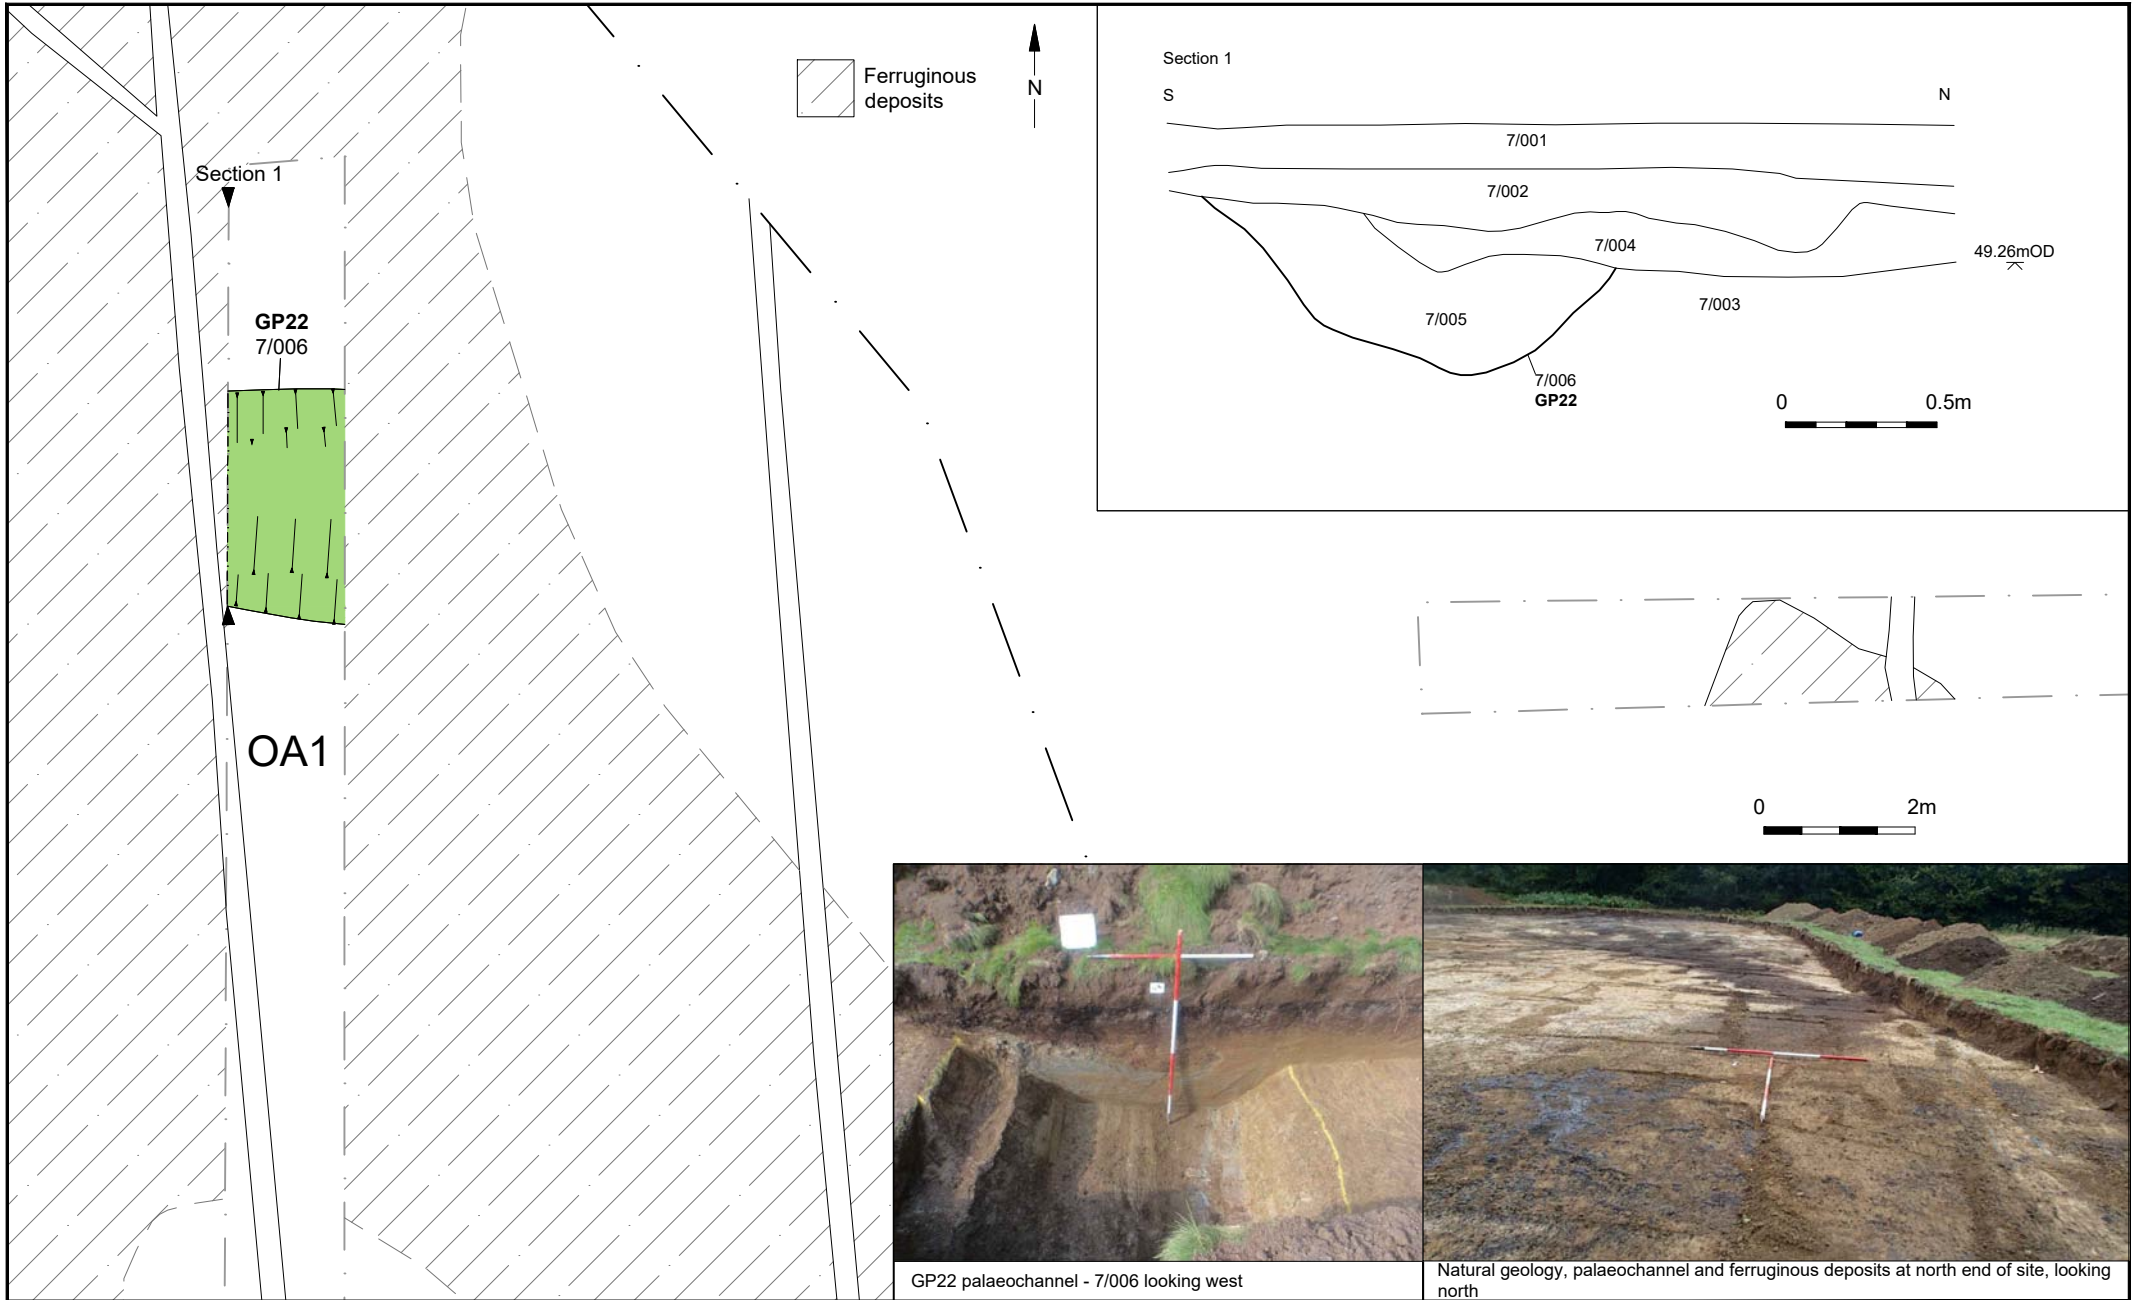 Ferruginous
deposits
N
Section 1
GP22
7/006
OA1
Section 1
S
N
7/001
7/002
7/004
49.26mOD
7/003
7/005
7/006
GP22
0
0.5m
0
2m
GP22 palaeochannel - 7/006 looking west
Natural geology, palaeochannel and ferruginous deposits at north end of site, looking
north